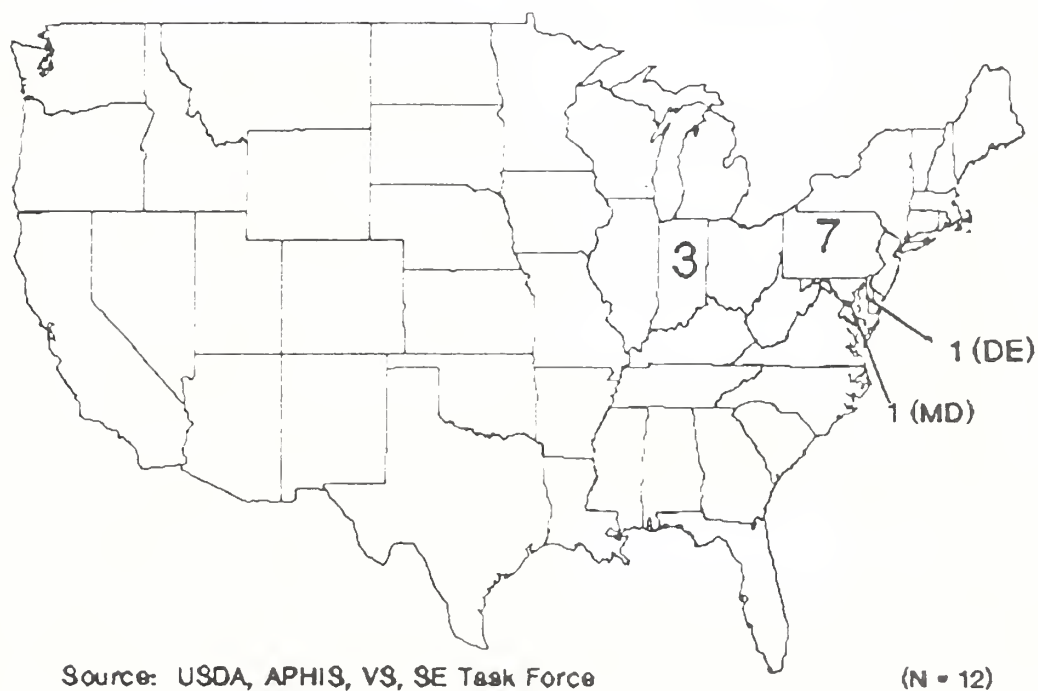 3
7
1 (DE)
1 (MD)
Source: USDA, APHIS, VS, SE Task Force
(N = 12)